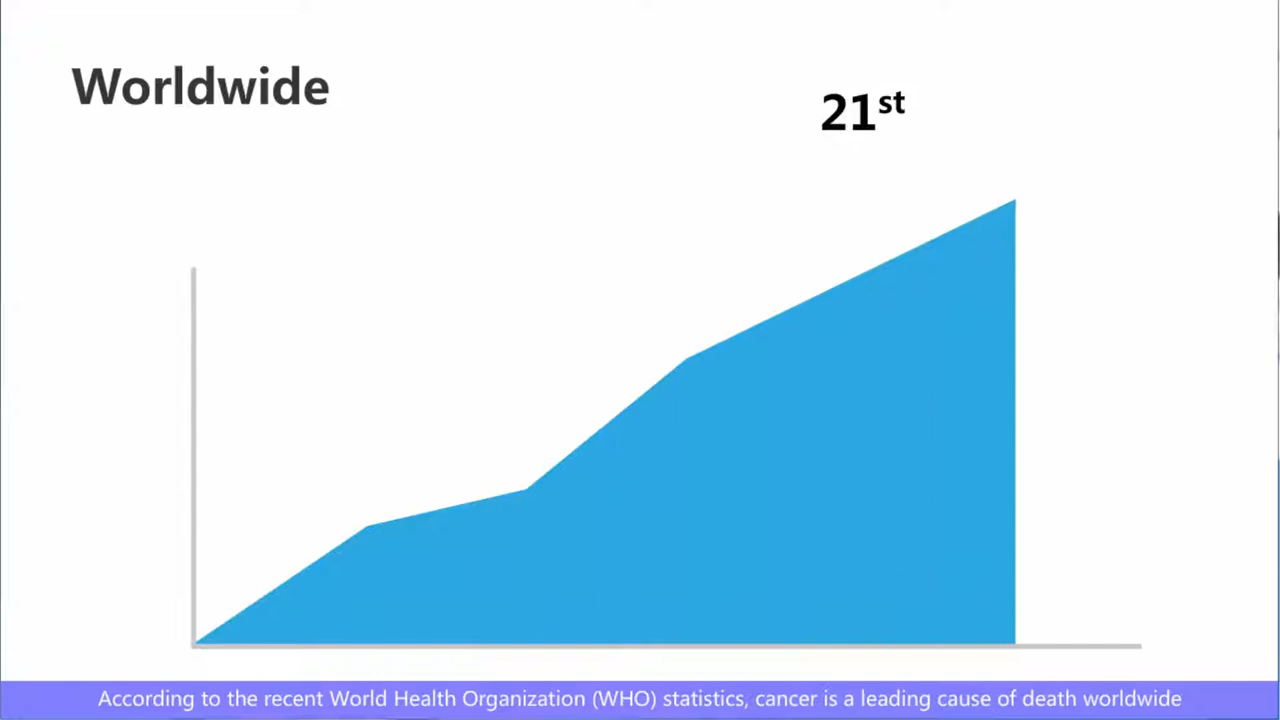 Worldwide
21st
According to the recent World Health Organization (WHO) statistics, cancer is a leading cause of death worldwide